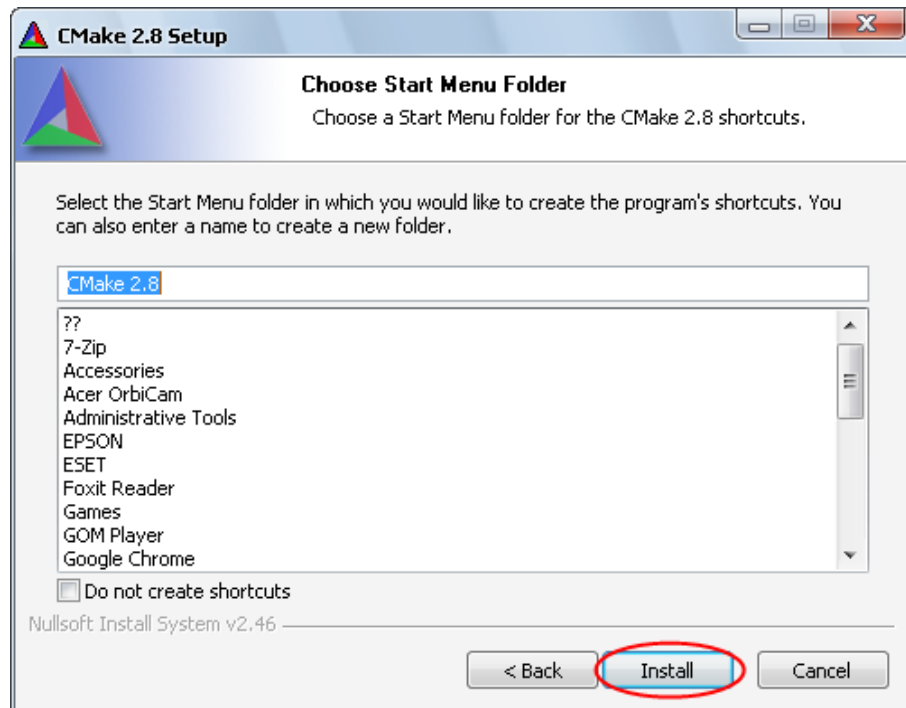 CMake 2.8 Setup
Choose Start Menu Folder
Choose a Start Menu folder for the CMake 2.8 shortcuts.
Select the Start Menu folder in which you would like to create the program's shortcuts. You
can also enter a name to create a new folder.
CMake 2.8
??
7-Zip
Accessories
Acer OrbiCam
Administrative Tools
EPSON
ESET
Foxit Reader
Games
GOM Player
Google Chrome
Do not create shortcuts
Nullsoft Install System v2.46
< Back Install Cancel